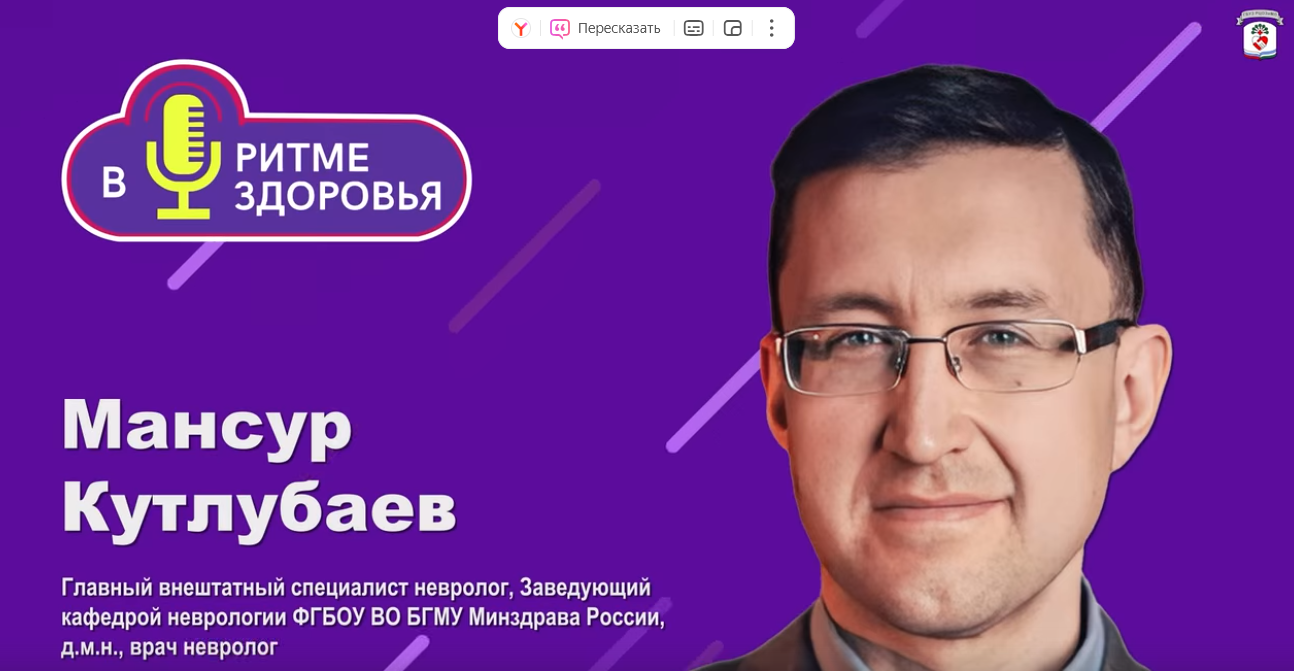 Пересказать
В РИТМЕ
ЗДОРОВЬЯ
Мансур
Кутлубаев
Главный внештатный специалист невролог, Заведующий
кафедрой неврологии ФГБОУ ВО БГМУ Минздрава России,
д.м.н., врач невролог